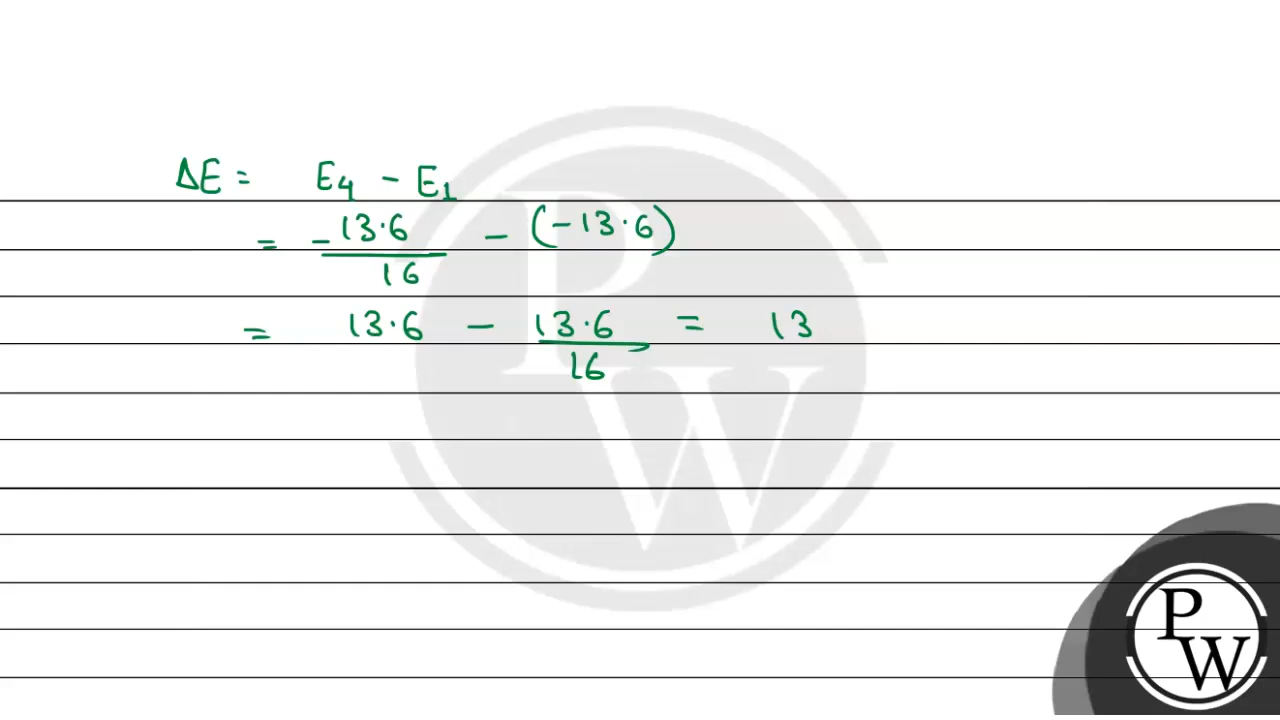 ΔE = E₄ - E₁
= -13.6/16 - (-13.6)
= 13.6 - 13.6/16 = 13
P
W
P
W